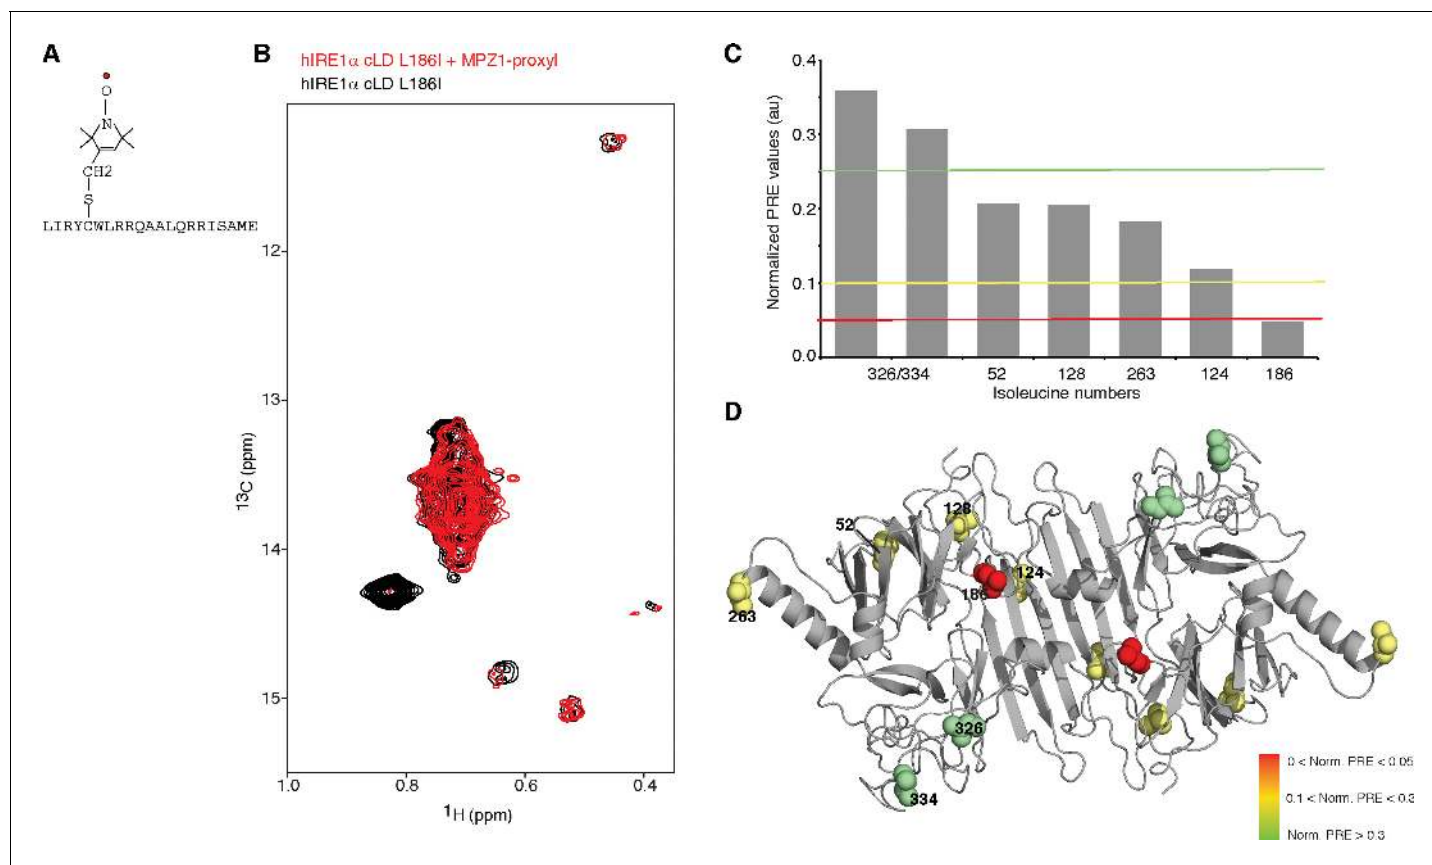 A
O
N
CH2
S
LIRYCWLRRQAALQRRISAME
B
hIRE1α cLD L186I + MPZ1-proxyl
hIRE1α cLD L186I
12
13
14
15
13C (ppm)
1.0 0.8 0.6 0.4
1H (ppm)
C
Normalized PRE values (au)
0.4
0.3
0.2
0.1
0.0
326/334 52 128 263 124 186
Isoleucine numbers
D
52
128
124
186
263
326
334
0 < Norm. PRE < 0.05
0.1 < Norm. PRE < 0.3
Norm. PRE > 0.3